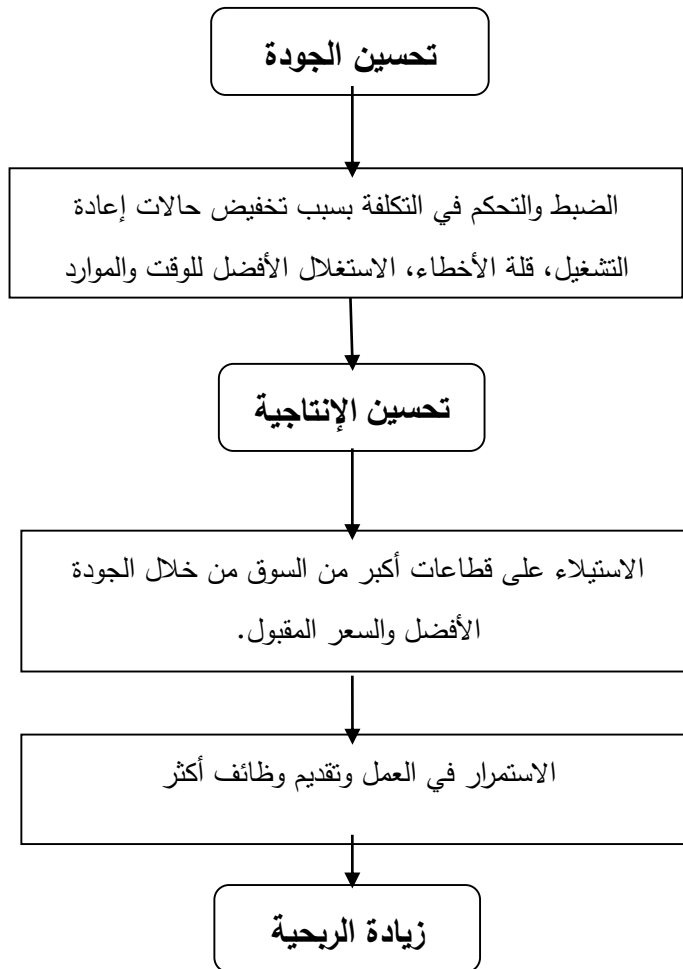 تحسين الجودة
الضبط والتحكم في التكلفة بسبب تخفيض حالات إعادة
التشغيل، قلة الأخطاء، الاستغلال الأفضل للوقت والموارد
تحسين الإنتاجية
الاستيلاء على قطاعات أكبر من السوق من خلال الجودة
الأفضل والسعر المقبول.
الاستمرار في العمل وتقديم وظائف أكثر
زيادة الربحية